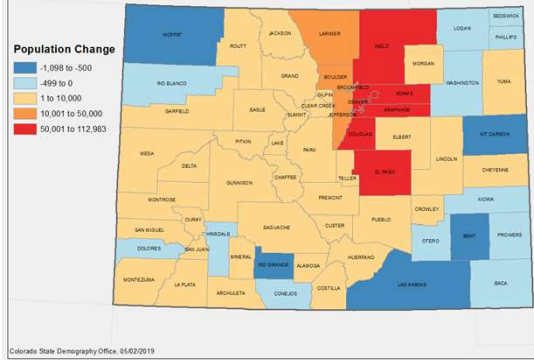 SEDGWICK
MOFFAT
ROUTT
JACKSON
LARIMER
WELD
LOGAN
PHILLIPS
Population Change
-1,098 to -500
-499 to 0
1 to 10,000
10,001 to 50,000
50,001 to 112,983
RIO BLANCO
GRAND
BOULDER
MORGAN
WASHINGTON
YUMA
BROOMFIELD
GILPIN
ADAMS
GARFIELD
EAGLE
SUMMIT
CLEAR CREEK
DENVER
JEFFERSON
ARAPAHOE
MESA
PITKIN
LAKE
PARK
DOUGLAS
ELBERT
KIT CARSON
DELTA
GUNNISON
CHAFFEE
TELLER
EL PASO
LINCOLN
CHEYENNE
MONTROSE
FREMONT
KIOWA
SAN MIGUEL
OURAY
HINSDALE
SAGUACHE
CUSTER
PUEBLO
CROWLEY
OTERO
BENT
PROWERS
DOLORES
SAN JUAN
MINERAL
RIO GRANDE
ALAMOSA
HUERFANO
MONTEZUMA
LA PLATA
ARCHULETA
CONEJOS
COSTILLA
LAS ANIMAS
BACA
Colorado State Demography Office, 05/02/2019